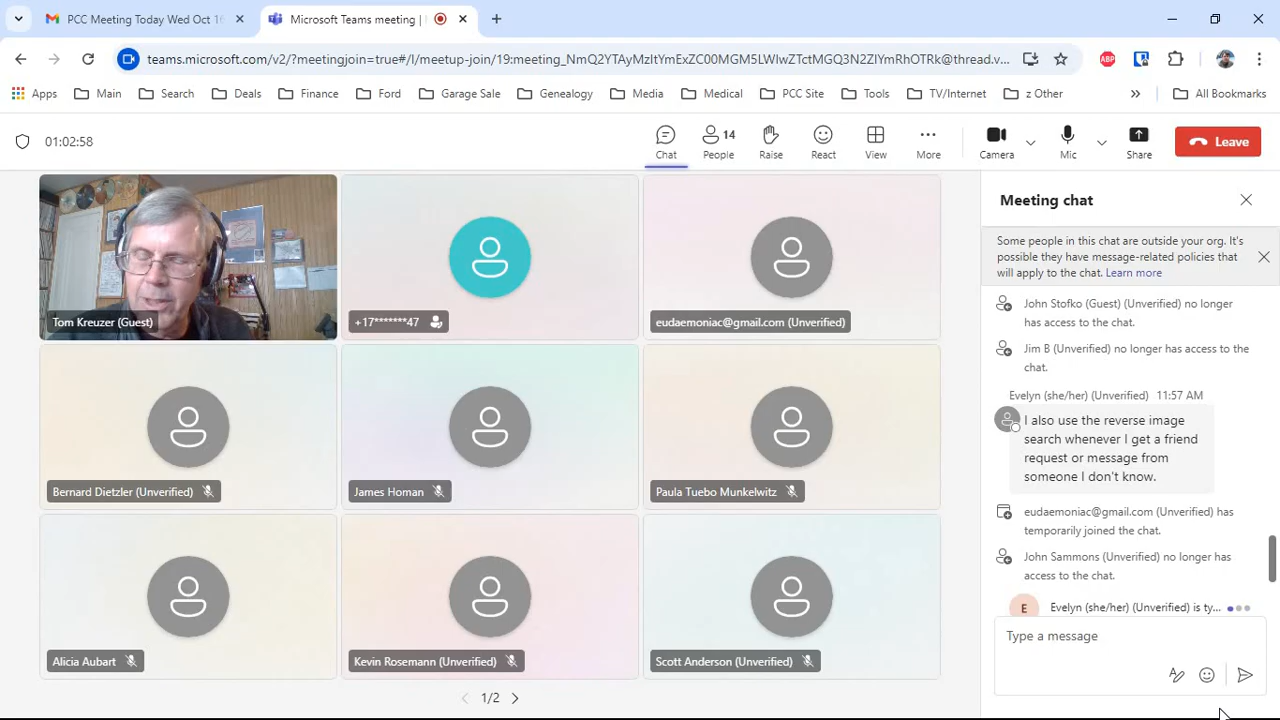 PCC Meeting Today Wed Oct 16
Microsoft Teams meeting |
teams.microsoft.com/v2/?meetingjoin=true#/l/meetup-join/19:meeting_NmQ2YTAyMzItYmExZC00MGM5LWIwZTctMGQ3N2ZlYmRhOTRk@thread.v...
Apps Main Search Deals Finance Ford Garage Sale Genealogy Media Medical PCC Site Tools TV/Internet z Other All Bookmarks
01:02:58
14
Chat People Raise React View More Camera Mic Share Leave
Tom Kreuzer (Guest)
+17*******47
eudaemoniac@gmail.com (Unverified)
Bernard Dietzler (Unverified)
James Homan
Paula Tuebo Munkelwitz
Alicia Aubart
Kevin Rosemann (Unverified)
Scott Anderson (Unverified)
1/2
Meeting chat
Some people in this chat are outside your org. It's
possible they have message-related policies that
will apply to the chat. Learn more
John Stofko (Guest) (Unverified) no longer
has access to the chat.
Jim B (Unverified) no longer has access to the
chat.
Evelyn (she/her) (Unverified) 11:57 AM
I also use the reverse image
search whenever I get a friend
request or message from
someone I don't know.
eudaemoniac@gmail.com (Unverified) has
temporarily joined the chat.
John Sammons (Unverified) no longer has
access to the chat.
E Evelyn (she/her) (Unverified) is ty...
Type a message